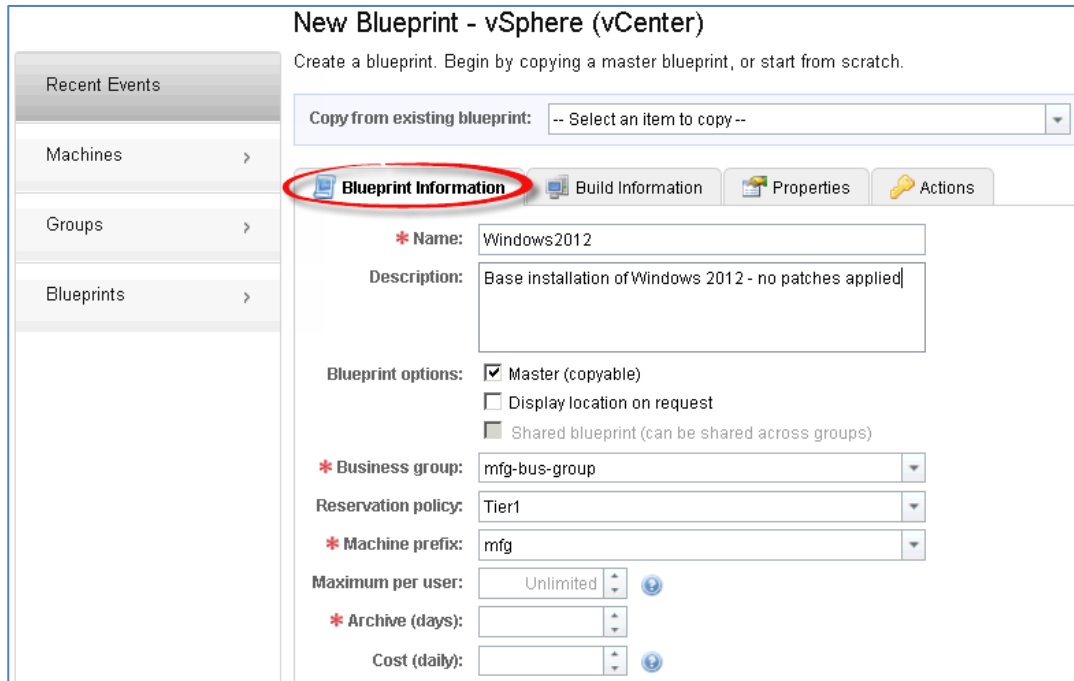 New Blueprint - vSphere (vCenter)
Create a blueprint. Begin by copying a master blueprint, or start from scratch.
Recent Events
Machines
Groups
Blueprints
Copy from existing blueprint: -- Select an item to copy --
Blueprint Information Build Information Properties Actions
* Name: Windows2012
Description: Base installation of Windows 2012 - no patches applied
Blueprint options: Master (copyable)
Display location on request
Shared blueprint (can be shared across groups)
* Business group: mfg-bus-group
Reservation policy: Tier1
* Machine prefix: mfg
Maximum per user: Unlimited
* Archive (days):
Cost (daily):